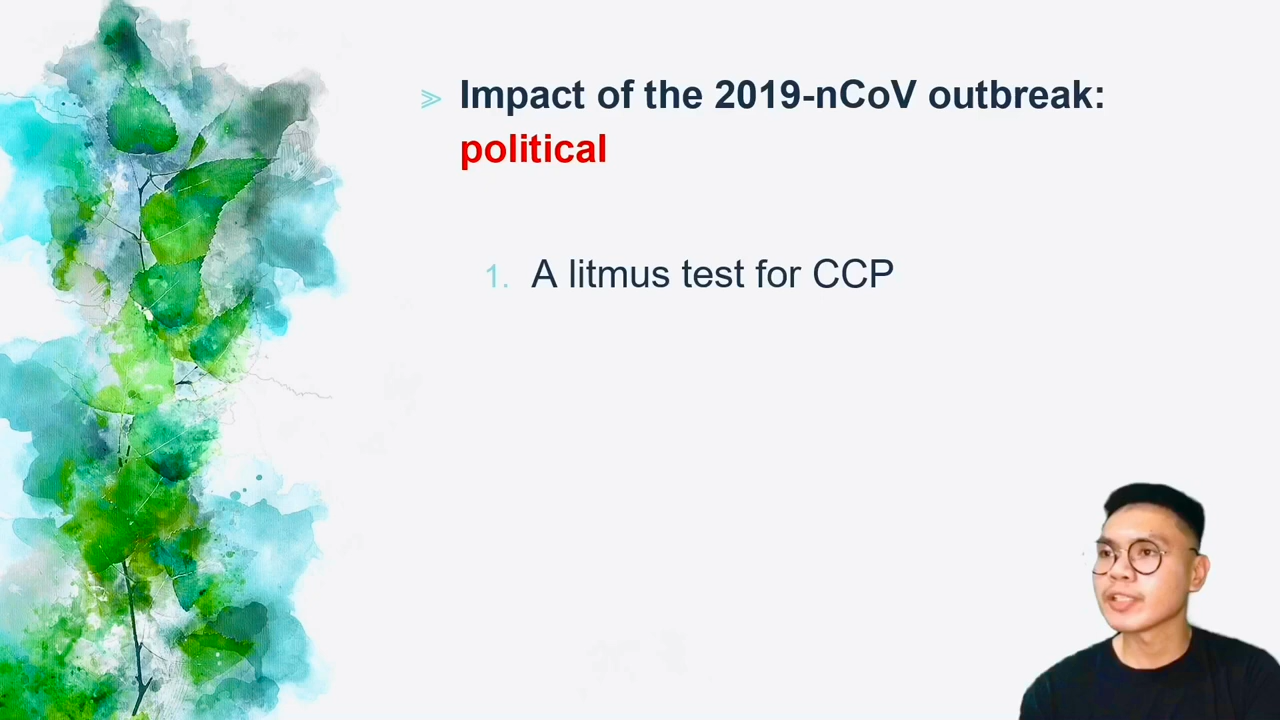 Impact of the 2019-nCoV outbreak:
political
1. A litmus test for CCP